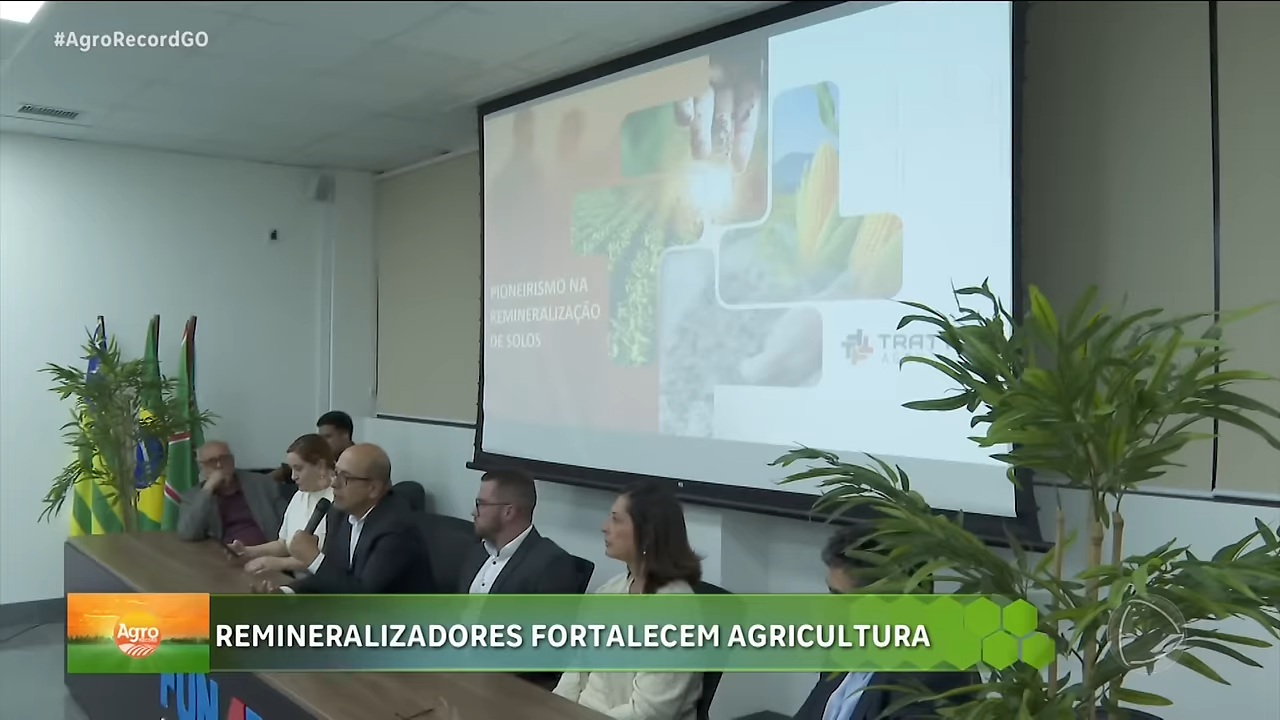 #AgroRecordGO
PIONEIRISMO NA
REMINERALIZAÇÃO
DE SOLOS
Agro
REMINERALIZADORES FORTALECEM AGRICULTURA